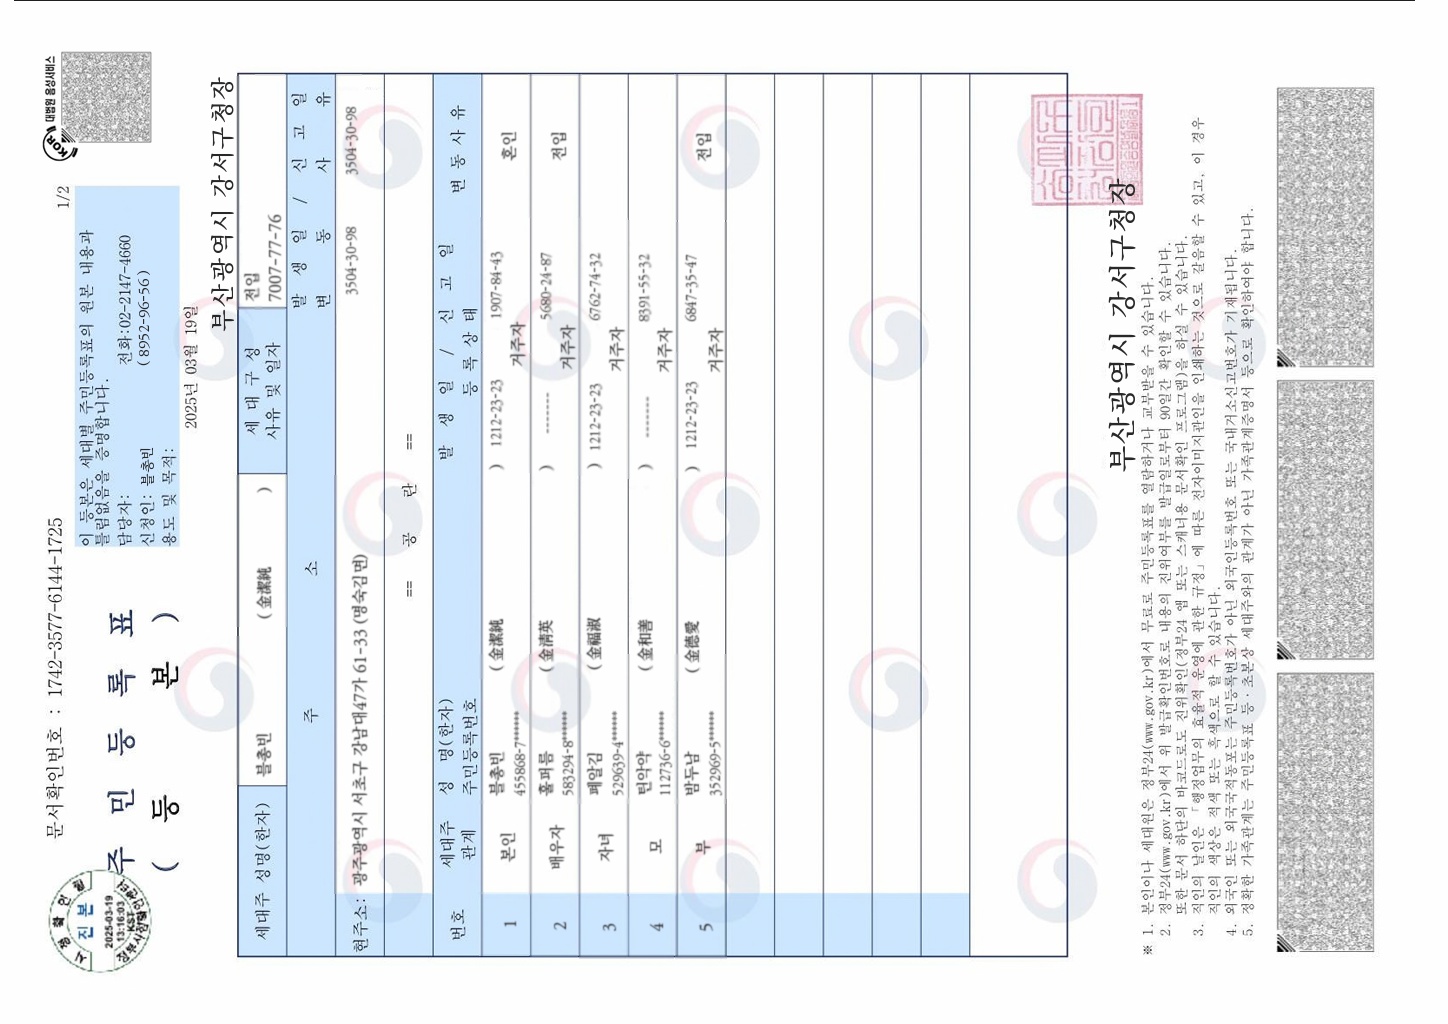 문서확인번호 : 1742-3577-6144-1725
1/2
대법원 음성서비스
주 민 등 록 표
( 등 본 )
이 등본은 세대별 주민등록표의 원본 내용과
틀림없음을 증명합니다.
담당자: 전화:02-2147-4660
신청인: 블총빈 (8952-96-56)
용도 및 목적:
2025년 03월 19일
부산광역시 강서구청장
시 점 확 인 필
진 본
2025-03-19
13:16:03
KST
세대주 성명(한자) 블총빈 (金潔純 )
세 대 구 성
사유 및 일자
전입
7007-77-76
주 소
발 생 일 / 신 고 일
변 동 사 유
현주소: 광주광역시 서초구 강남대47가 61-33 (명숙김면) 3504-30-98 3504-30-98
== 공 란 ==
번호
세대주
관계
성 명(한자)
주민등록번호
발 생 일 / 신 고 일
등 록 상 태
변 동 사 유
1 본인 블총빈 (金潔純 ) 1212-23-23 1907-84-43 혼인
455868-7****** 거주자
2 배우자 홀퍼름 (金清英 ) ------- 5680-24-87 전입
583294-8****** 거주자
3 자녀 페알김 (金福淑 ) 1212-23-23 6762-74-32
529639-4****** 거주자
4 모 틴약약 (金和善 ) ------- 8391-55-32
112736-6****** 거주자
5 부 밤두남 (金德愛 ) 1212-23-23 6847-35-47 전입
352969-5****** 거주자
부산광역시 강서구청장
※ 1. 본인이나 세대원은 정부24(www.gov.kr)에서 무료로 주민등록표를 열람하거나 교부받을 수 있습니다.
2. 정부24(www.gov.kr)에서 위 발급확인번호로 내용의 진위여부를 발급일로부터 90일간 확인할 수 있습니다.
또한 문서 하단의 바코드로도 진위확인(정부24 앱 또는 스캐너용 문서확인 프로그램)을 하실 수 있습니다.
3. 직인의 날인은 「행정업무의 효율적 운영에 관한 규정」에 따른 전자이미지관인을 인쇄하는 것으로 갈음할 수 있고, 이 경우
직인의 색상은 적색 또는 흑색으로 할 수 있습니다.
4. 외국인 또는 외국국적동포는 주민등록번호가 아닌 외국인등록번호 또는 국내거소신고번호가 기재됩니다.
5. 정확한 가족관계는 주민등록표 등·초본상 세대주와의 관계가 아닌 가족관계증명서 등으로 확인하여야 합니다.